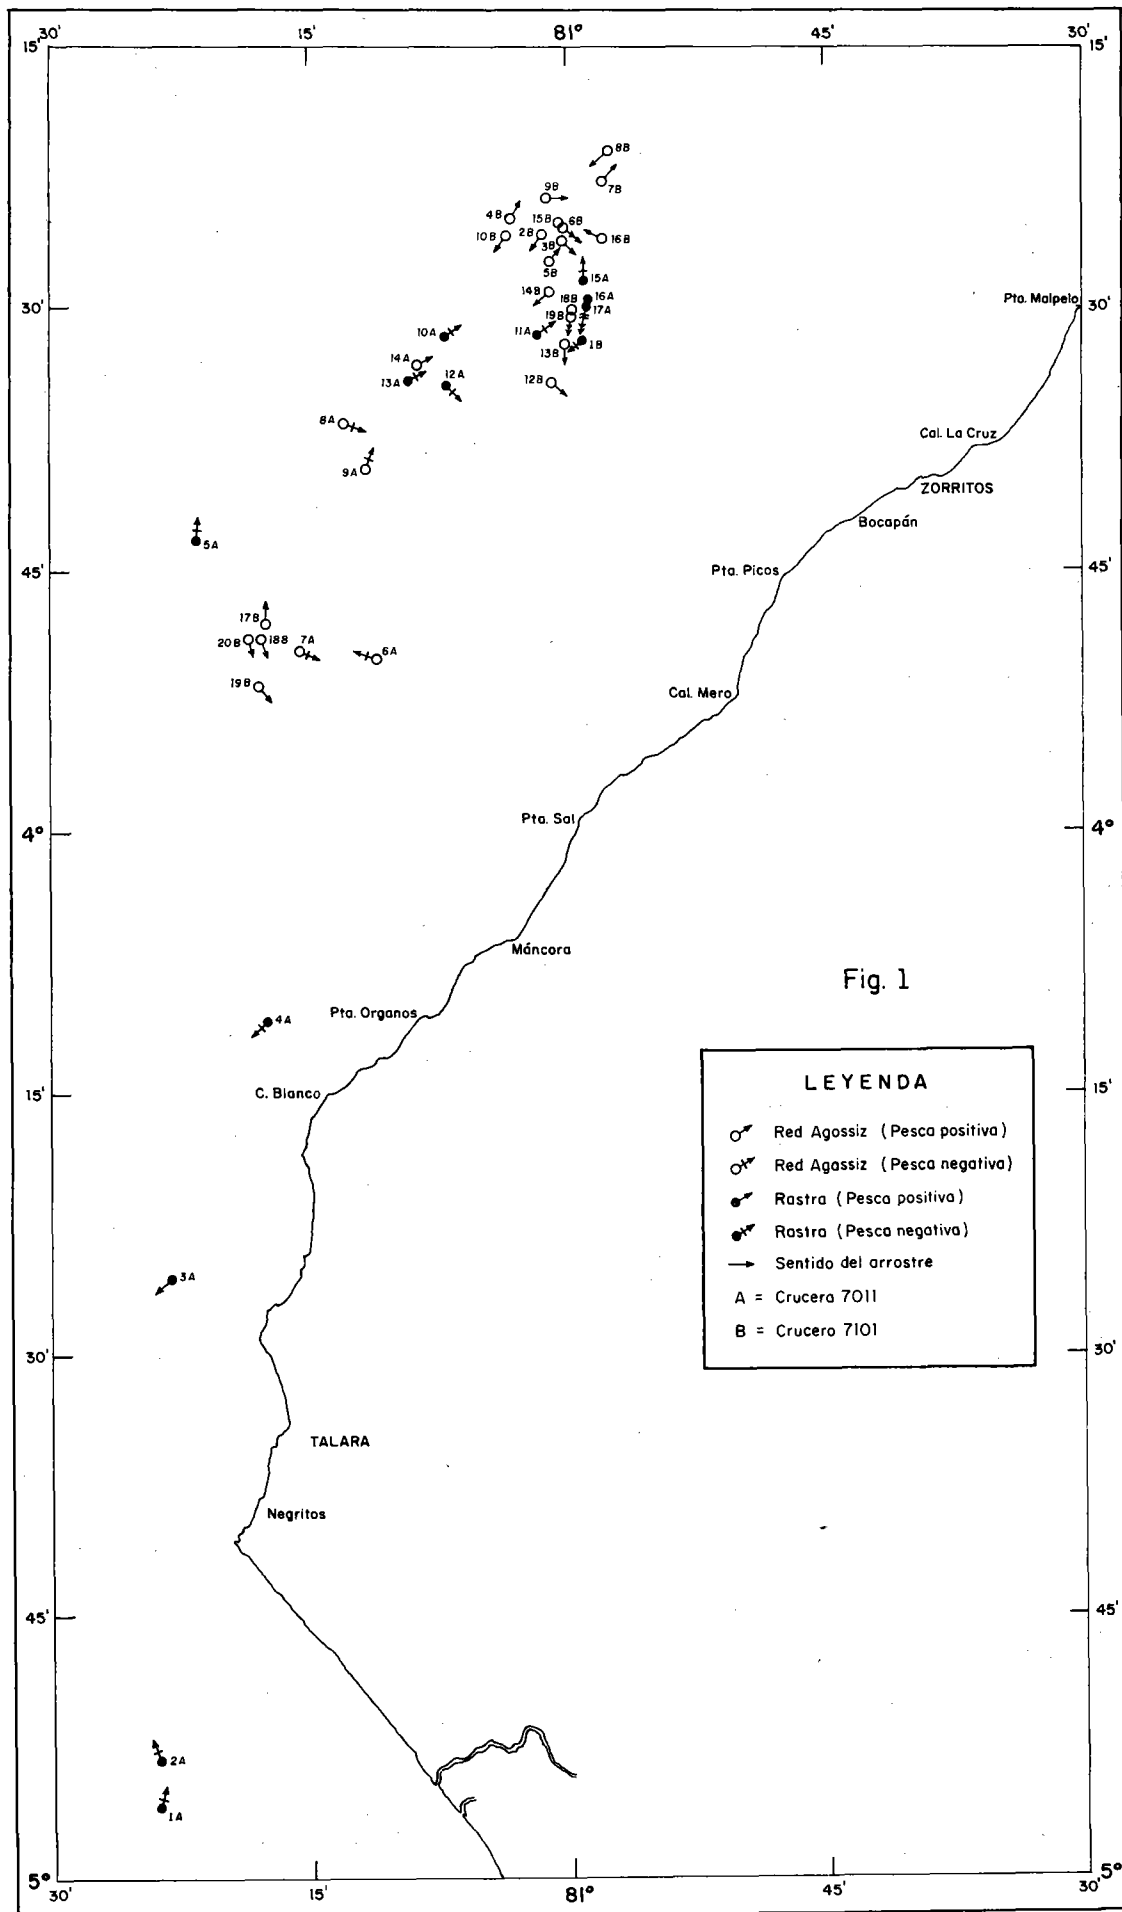 30'
15'
81°
45'
30'
15'
15'
8B
7B
9B
4B
15B
6B
10B
2B
3B
16B
5B
15A
14B
16A
18B
17A
19B
30'
Pta. Malpelo
30'
10A
11A
1B
13B
14A
13A
12A
12B
8A
9A
Cal. La Cruz
ZORRITOS
Bocapán
5A
45'
Pta. Picos
45'
17B
20B
18B
7A
6A
19B
Cal. Mero
Pta. Sal
4°
4°
Máncora
Fig. 1
4A
Pta. Organos
C. Blanco
15'
15'
LEYENDA
Red Agossiz (Pesca positiva)
Red Agassiz (Pesca negativa)
Rastra (Pesca positiva)
Rastra (Pesca negativa)
Sentido del arrostre
A = Crucera 7011
B = Crucero 7101
3A
30'
30'
TALARA
Negritos
45'
45'
2A
1A
5°
5°
30'
15'
81°
45'
30'